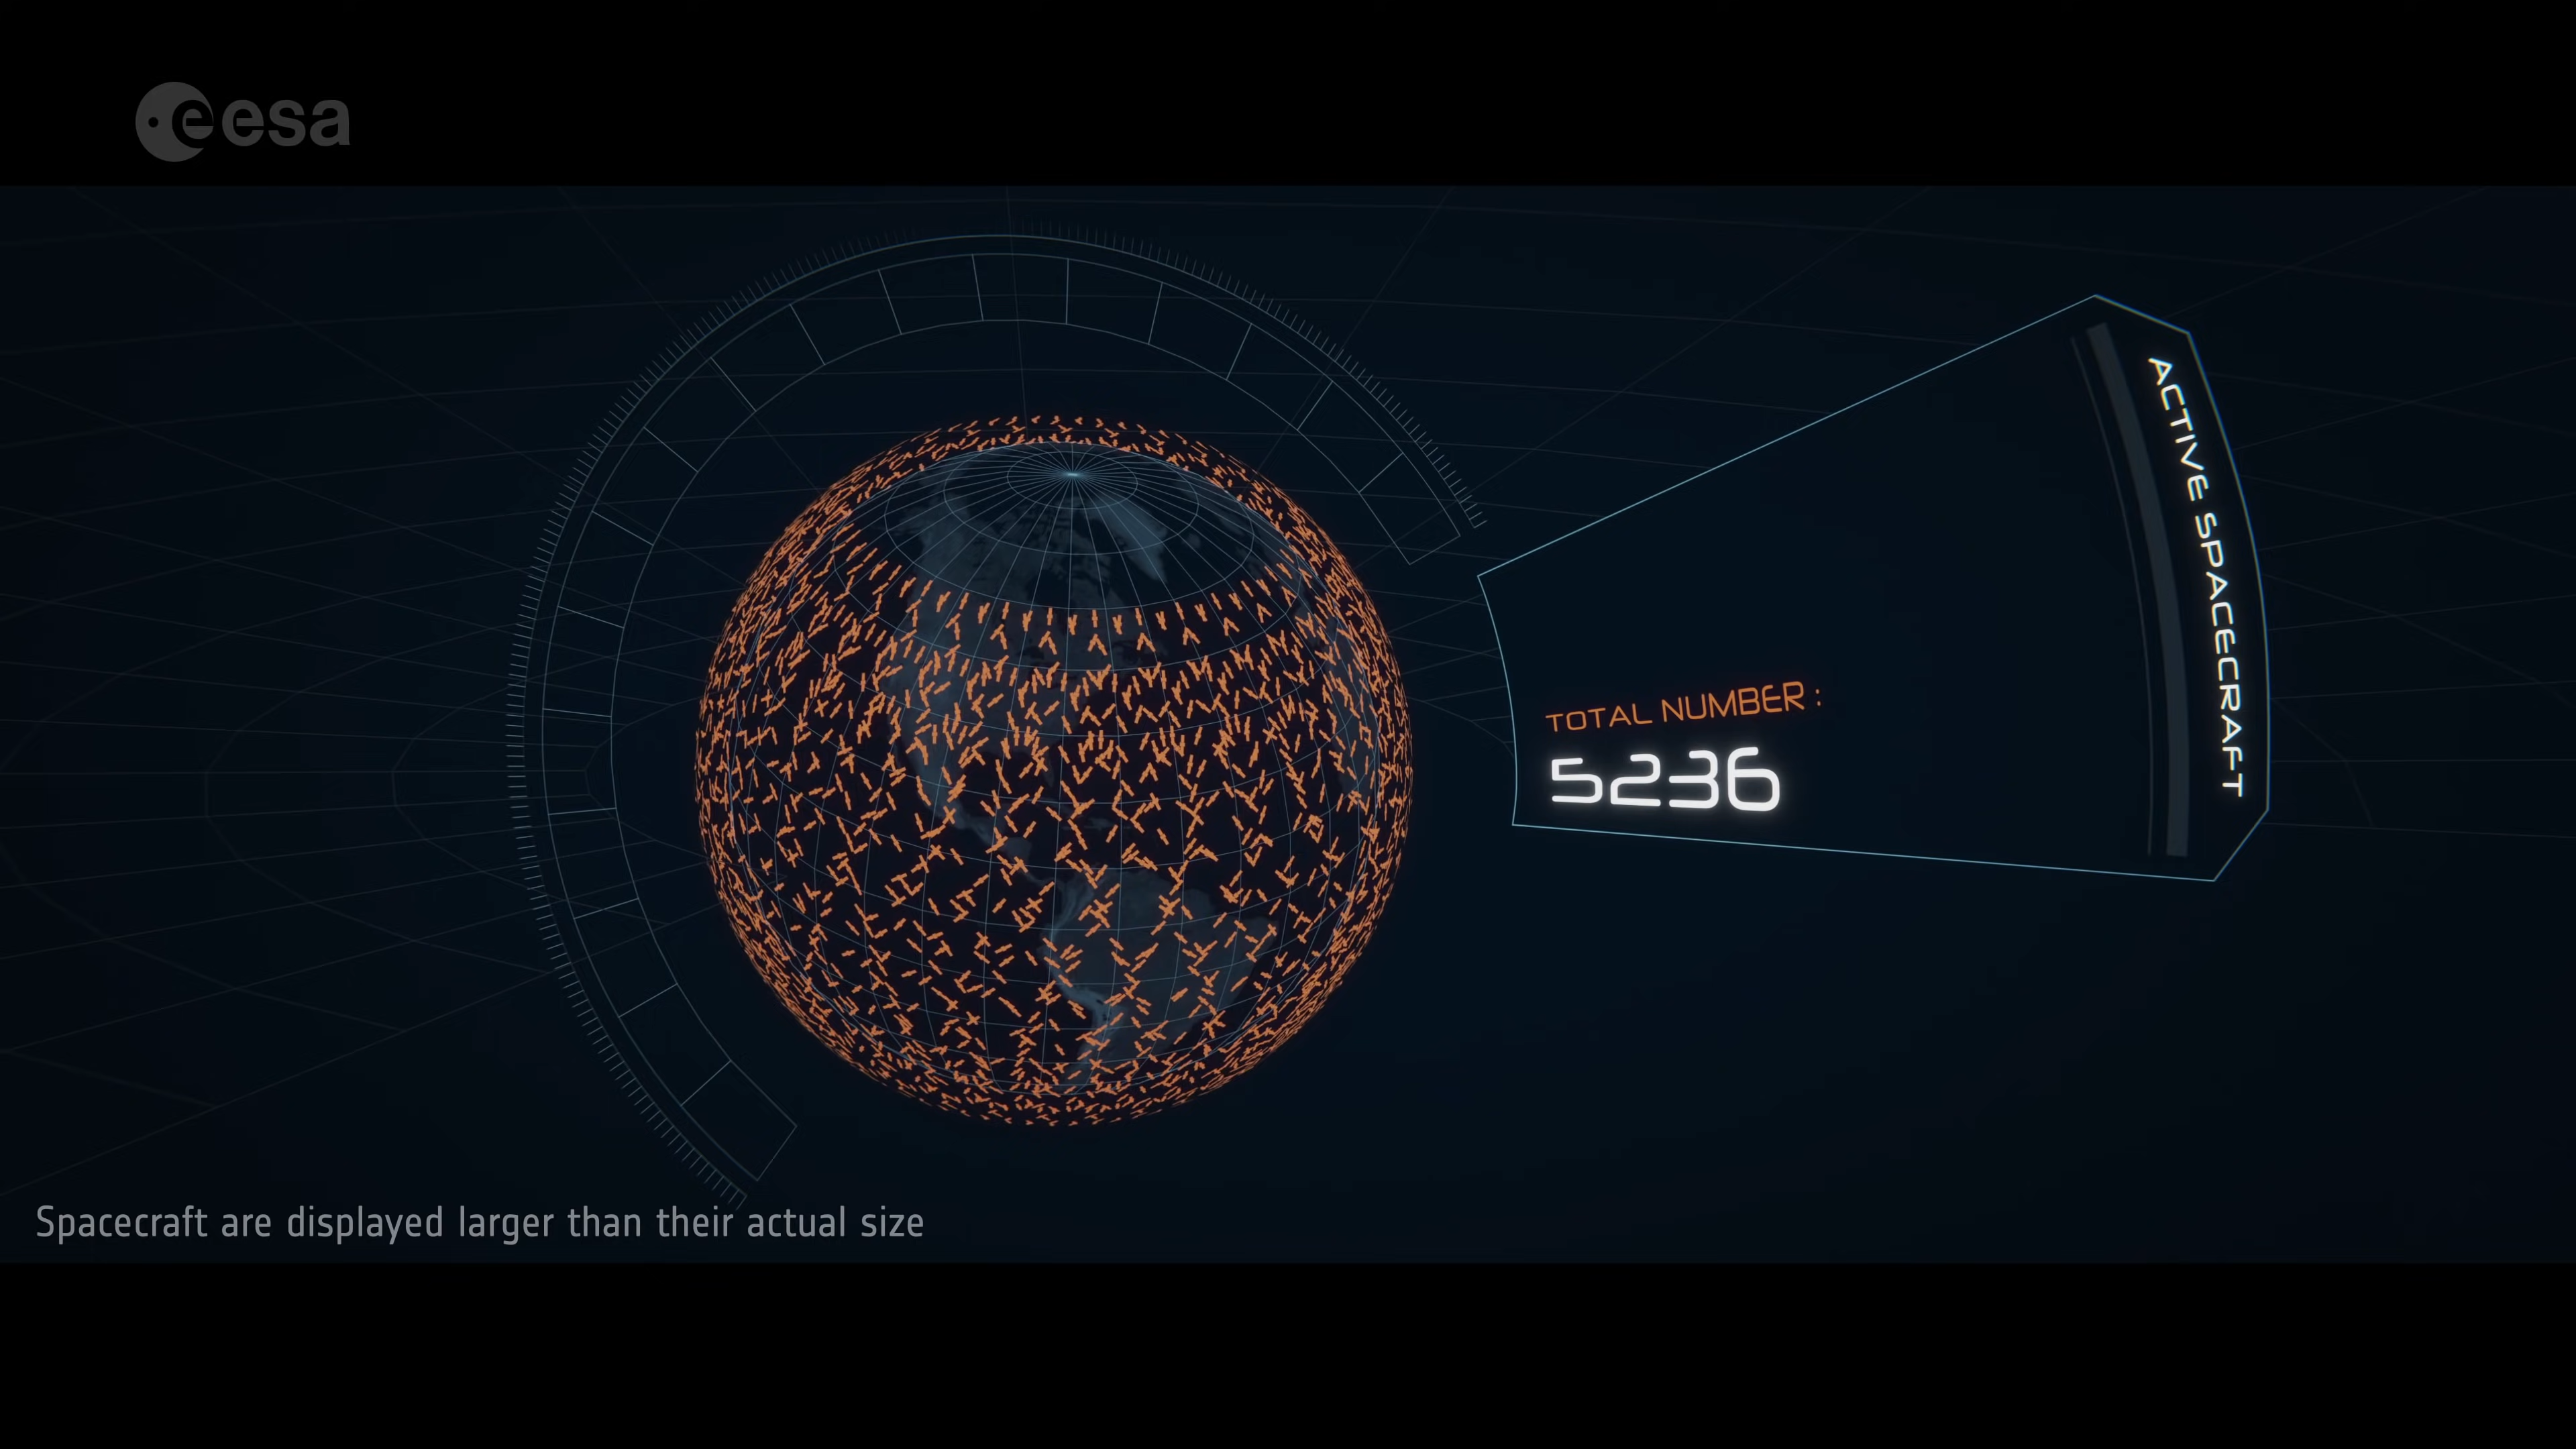 esa
ACTIVE SPACECRAFT
TOTAL NUMBER :
5236
Spacecraft are displayed larger than their actual size